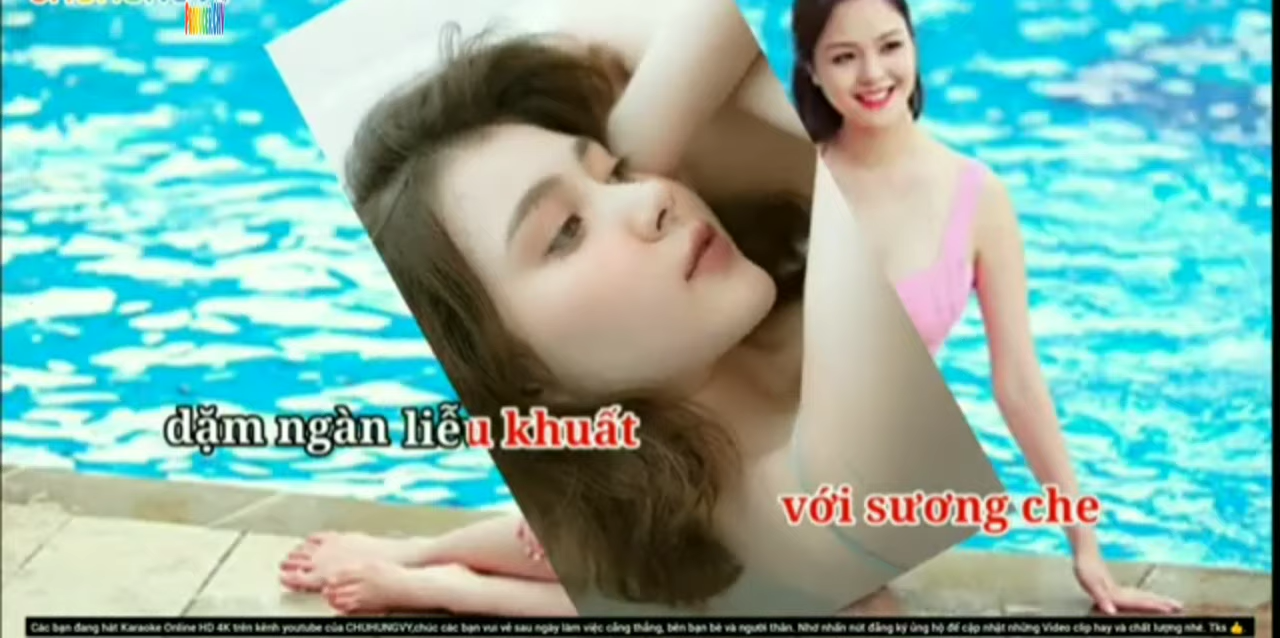 PRODUCER.CHV
dặm ngàn liễu khuất
với sương che
Các bạn đang hát Karaoke Online HD 4K trên kênh youtube của CHUHUNGVY,chúc các bạn vui vẻ sau ngày làm việc căng thẳng, bên bạn bè và người thân. Nhớ nhấn nút đăng ký ủng hộ để cập nhật những Video clip hay và chất lượng nhé. Tks 👍